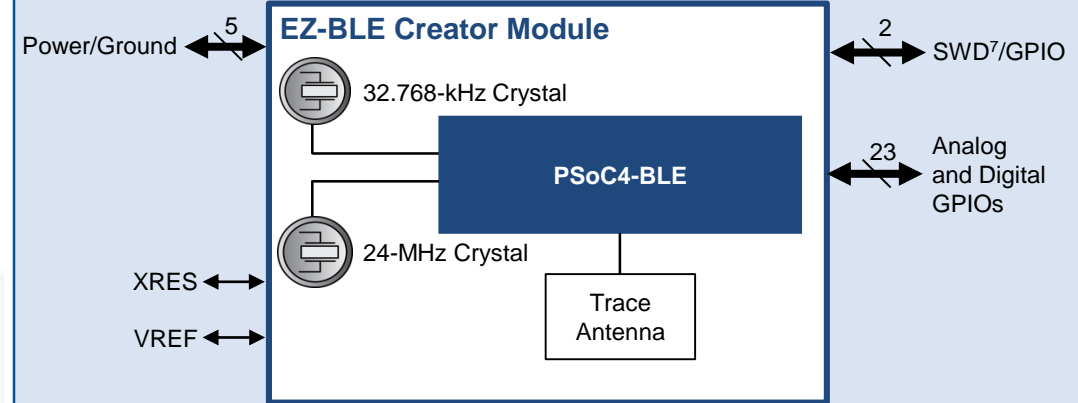 EZ-BLE Creator Module
Power/Ground
5
32.768-kHz Crystal
PSoC4-BLE
24-MHz Crystal
XRES
VREF
Trace
Antenna
2
SWD⁷/GPIO
23
Analog
and Digital
GPIOs